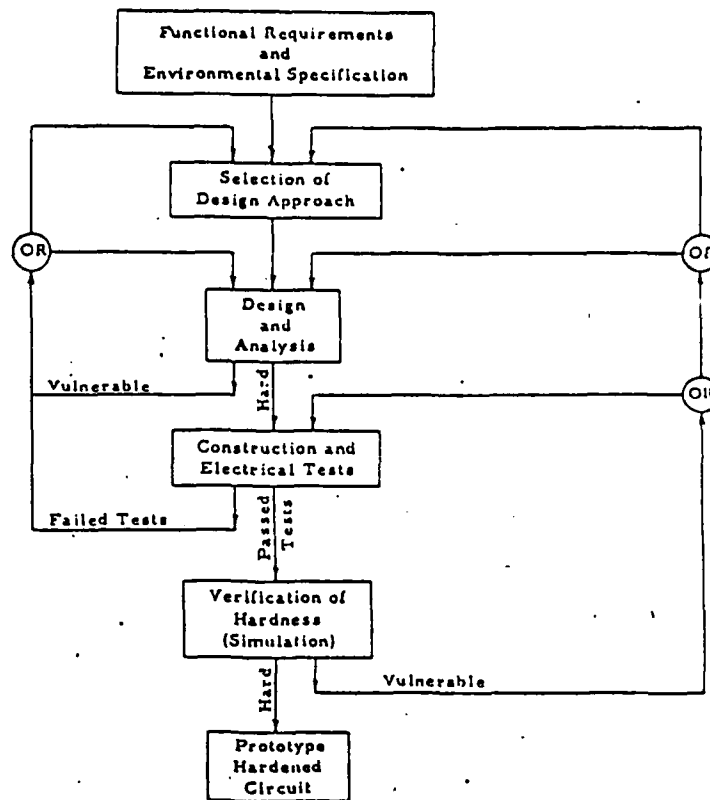 Functional Requirements
and
Environmental Specification
Selection of
Design Approach
OR
OR
Design
and
Analysis
Vulnerable
Hard
OR
Construction and
Electrical Tests
Failed Tests
Passed
Tests
Verification of
Hardness
(Simulation)
Vulnerable
Hard
Prototype
Hardened
Circuit